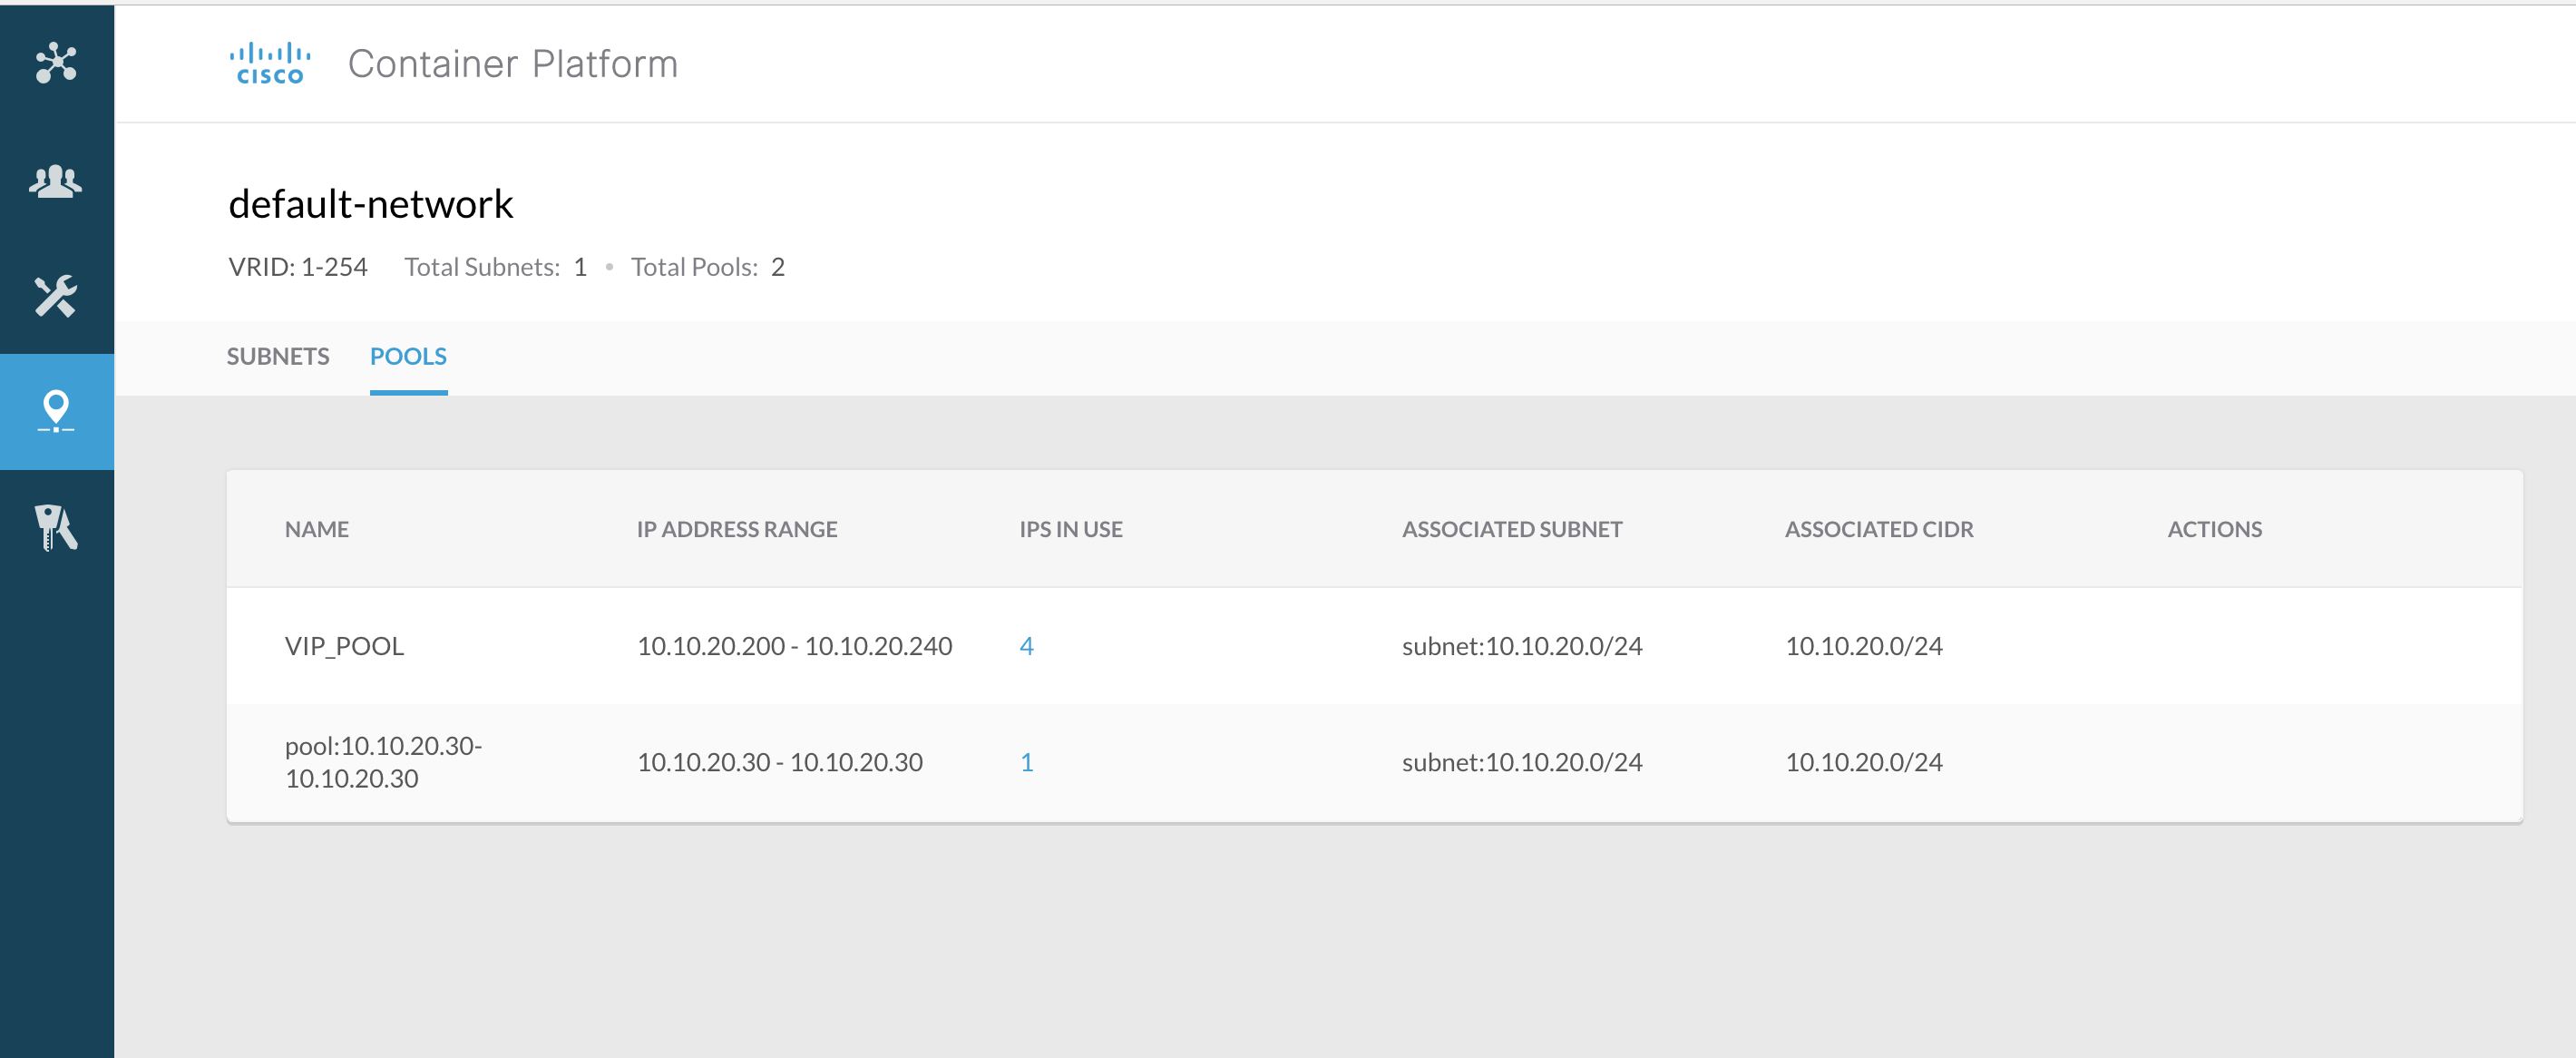 CISCO Container Platform
default-network
VRID: 1-254 Total Subnets: 1 • Total Pools: 2
SUBNETS POOLS
NAME IP ADDRESS RANGE IPS IN USE ASSOCIATED SUBNET ASSOCIATED CIDR ACTIONS
VIP_POOL 10.10.20.200 - 10.10.20.240 4 subnet:10.10.20.0/24 10.10.20.0/24
pool:10.10.20.30-
10.10.20.30 10.10.20.30 - 10.10.20.30 1 subnet:10.10.20.0/24 10.10.20.0/24